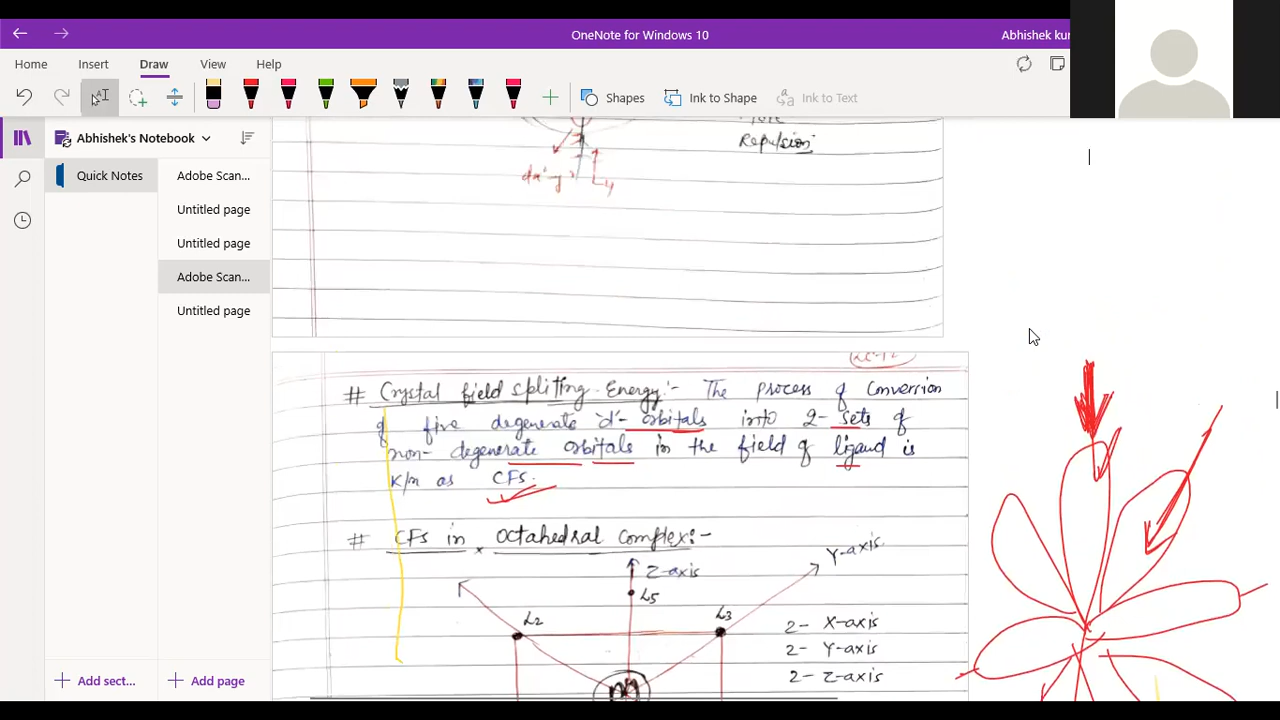 OneNote for Windows 10
Abhishek kum
Home Insert Draw View Help
Shapes Ink to Shape Ink to Text
Abhishek's Notebook
Quick Notes
Adobe Scan...
Untitled page
Untitled page
Adobe Scan...
Untitled page
Repulsion:
# Crystal field splitting Energy:- The process of conversion
of five degenerate 'd'- orbitals into 2- sets of
non- degenerate orbitals in the field of ligand is
K/n as CFs.
# CFs in Octahedral complex:-
Y-axis.
Z-axis
L5
L2
L3
2- X-axis
2- Y-axis
2- Z-axis
M
Add sect...
Add page